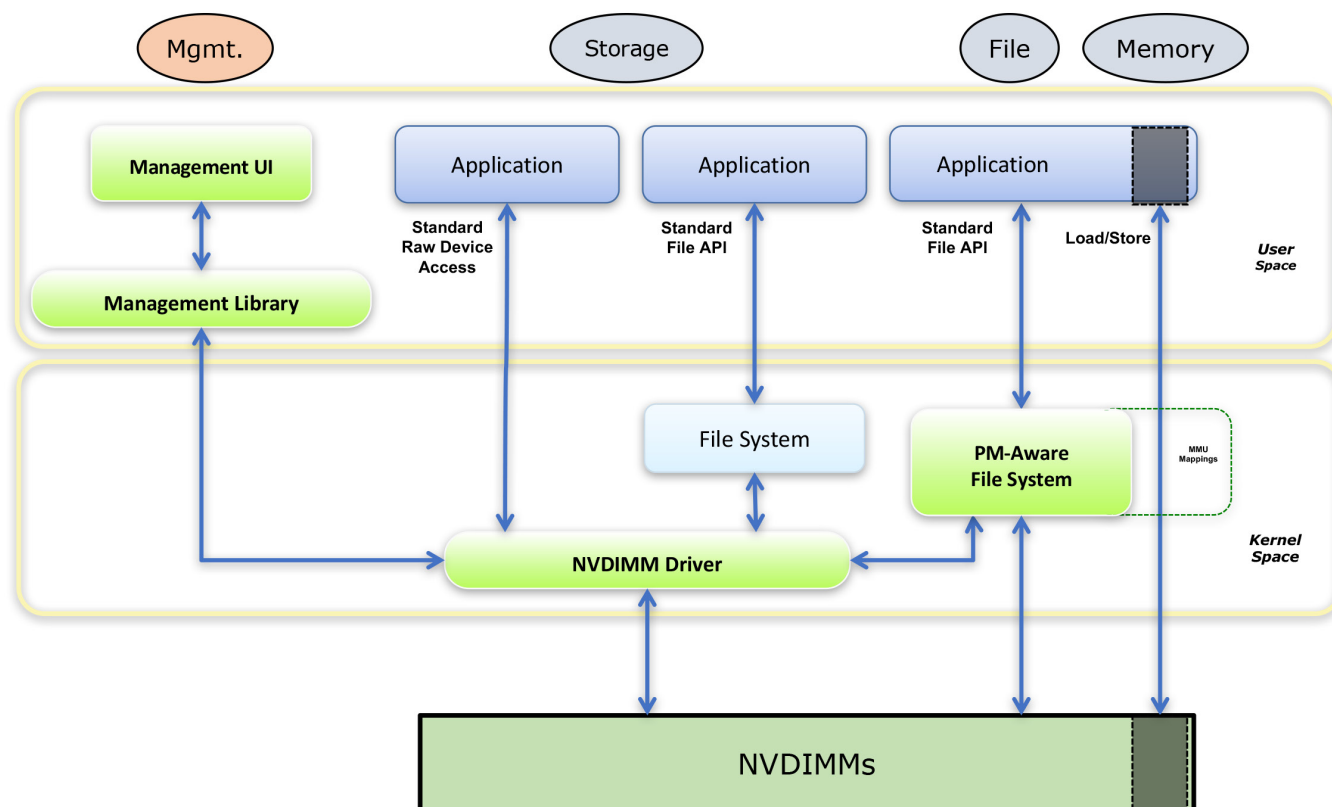 Mgmt.
Storage
File
Memory
Management UI
Application
Application
Application
Standard
Raw Device
Access
Standard
File API
Standard
File API
Load/Store
User
Space
Management Library
File System
PM-Aware
File System
MMU
Mappings
Kernel
Space
NVDIMM Driver
NVDIMMs